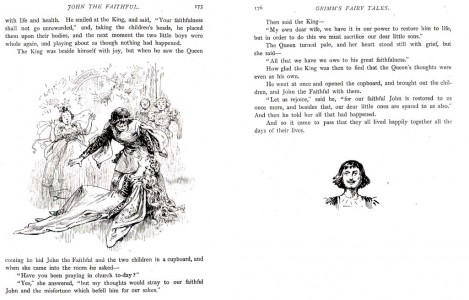 JOHN THE FAITHFUL. 175
with life and health. He smiled at the King, and said, "Your faithfulness
shall not go unrewarded," and, taking the children's heads, he placed
them upon their bodies, and the next moment the two little boys
were whole again, and playing about as though nothing had happened.
The King was beside himself with joy, but when he saw the Queen
coming he hid John the Faithful and the two children in a cupboard, and
when she came into the room he asked—
"Have you been praying in church to-day?"
"Yes," she answered, "but my thoughts would stray to our faithful
John and the misfortune which befell him for our sakes."
176 GRIMM'S FAIRY TALES.
Then said the King—
"My own dear wife, we have it in our power to restore him to life,
but in order to do this we must sacrifice our dear little sons."
The Queen turned pale, and her heart stood still with grief, but
she said—
"All that we have we owe to his great faithfulness."
How glad the King was then to find that the Queen's thoughts were
even as his own.
He went at once and opened the cupboard, and brought out the
children, and John the Faithful with them.
"Let us rejoice," said he, "for our faithful John is restored to us
once more, and besides that, our dear little ones are spared to us also."
And then he told her all that had happened.
And so it came to pass that they all lived happily together all the
days of their lives.